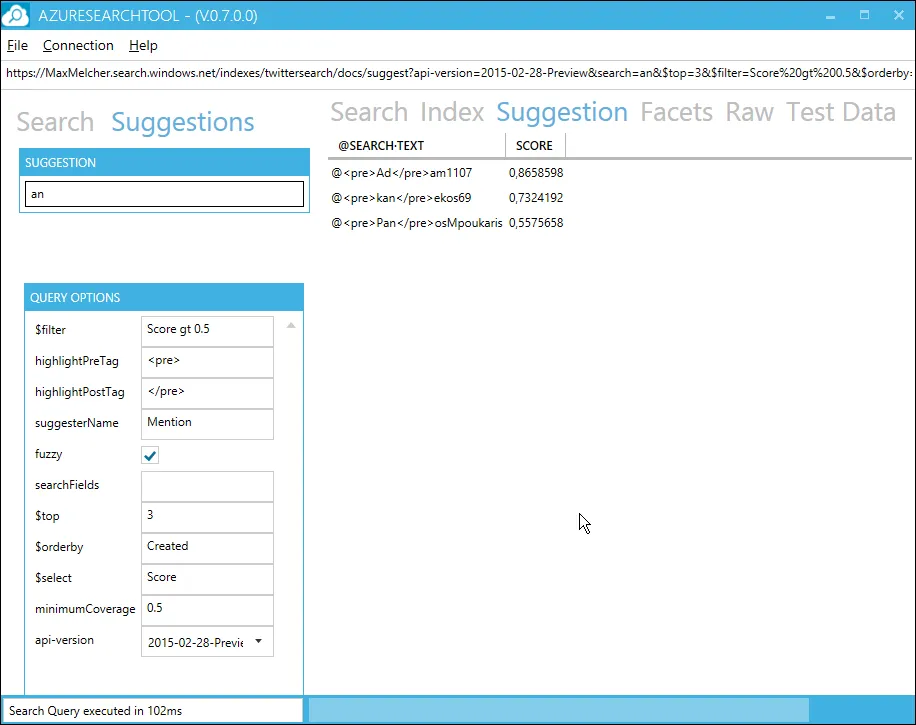 AZURESEARCHTOOL - (V.0.7.0.0)
File Connection Help
https://MaxMelcher.search.windows.net/indexes/twittersearch/docs/suggest?api-version=2015-02-28-Preview&search=an&$top=3&$filter=Score%20gt%200.5&$orderby=
Search Suggestions
SUGGESTION
an
QUERY OPTIONS
$filter Score gt 0.5
highlightPreTag <pre>
highlightPostTag </pre>
suggesterName Mention
fuzzy
searchFields
$top 3
$orderby Created
$select Score
minimumCoverage 0.5
api-version 2015-02-28-Previe
Search Index Suggestion Facets Raw Test Data
@SEARCH·TEXT SCORE
@<pre>Ad</pre>am1107 0,8658598
@<pre>kan</pre>ekos69 0,7324192
@<pre>Pan</pre>osMpoukaris 0,5575658
Search Query executed in 102ms